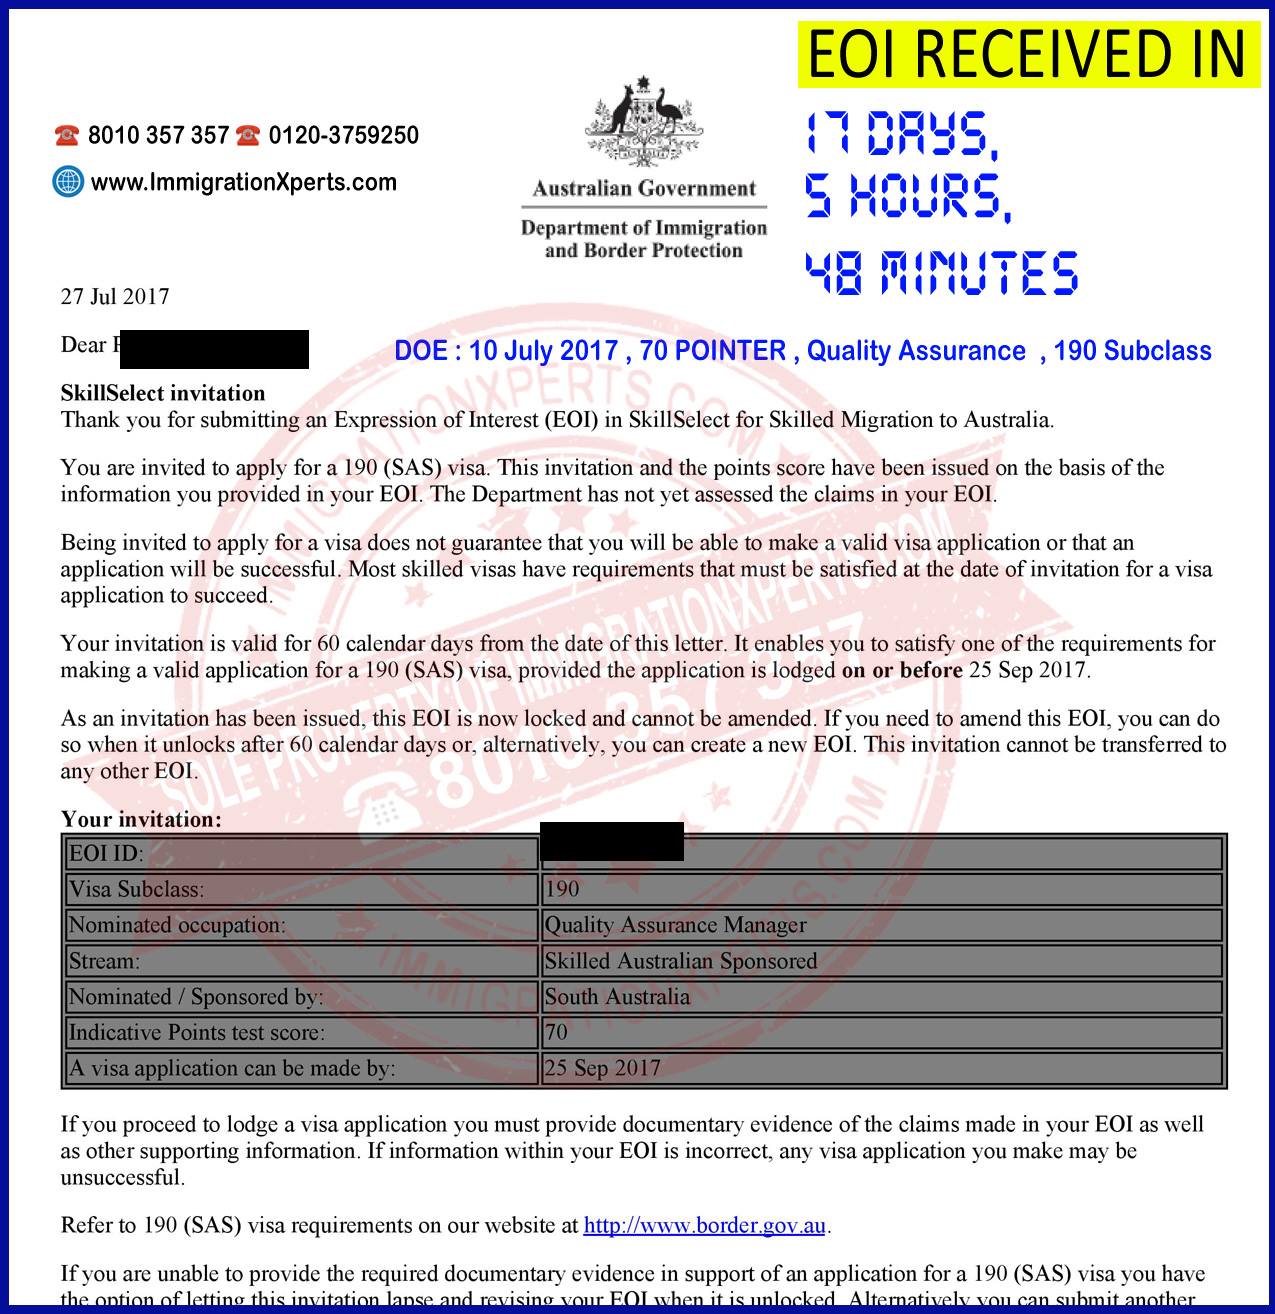 EOI RECEIVED IN
17 DAYS,
5 HOURS,
48 MINUTES
8010 357 357 0120-3759250
www.ImmigrationXperts.com
Australian Government
Department of Immigration
and Border Protection
27 Jul 2017
Dear
DOE : 10 July 2017 , 70 POINTER , Quality Assurance , 190 Subclass
SkillSelect invitation
Thank you for submitting an Expression of Interest (EOI) in SkillSelect for Skilled Migration to Australia.
You are invited to apply for a 190 (SAS) visa. This invitation and the points score have been issued on the basis of the
information you provided in your EOI. The Department has not yet assessed the claims in your EOI.
Being invited to apply for a visa does not guarantee that you will be able to make a valid visa application or that an
application will be successful. Most skilled visas have requirements that must be satisfied at the date of invitation for a visa
application to succeed.
Your invitation is valid for 60 calendar days from the date of this letter. It enables you to satisfy one of the requirements for
making a valid application for a 190 (SAS) visa, provided the application is lodged on or before 25 Sep 2017.
As an invitation has been issued, this EOI is now locked and cannot be amended. If you need to amend this EOI, you can do
so when it unlocks after 60 calendar days or, alternatively, you can create a new EOI. This invitation cannot be transferred to
any other EOI.
Your invitation:
EOI ID:
Visa Subclass: 190
Nominated occupation: Quality Assurance Manager
Stream: Skilled Australian Sponsored
Nominated / Sponsored by: South Australia
Indicative Points test score: 70
A visa application can be made by: 25 Sep 2017
If you proceed to lodge a visa application you must provide documentary evidence of the claims made in your EOI as well
as other supporting information. If information within your EOI is incorrect, any visa application you make may be
unsuccessful.
Refer to 190 (SAS) visa requirements on our website at http://www.border.gov.au.
If you are unable to provide the required documentary evidence in support of an application for a 190 (SAS) visa you have
the option of letting this invitation lapse and revising your EOI when it is unlocked. Alternatively you can submit another
IMMIGRATIONXPERTS.COM
SOLE PROPERTY OF IMMIGRATIONXPERTS.COM
8010 357 357
IMMIGRATIONXPERTS.COM